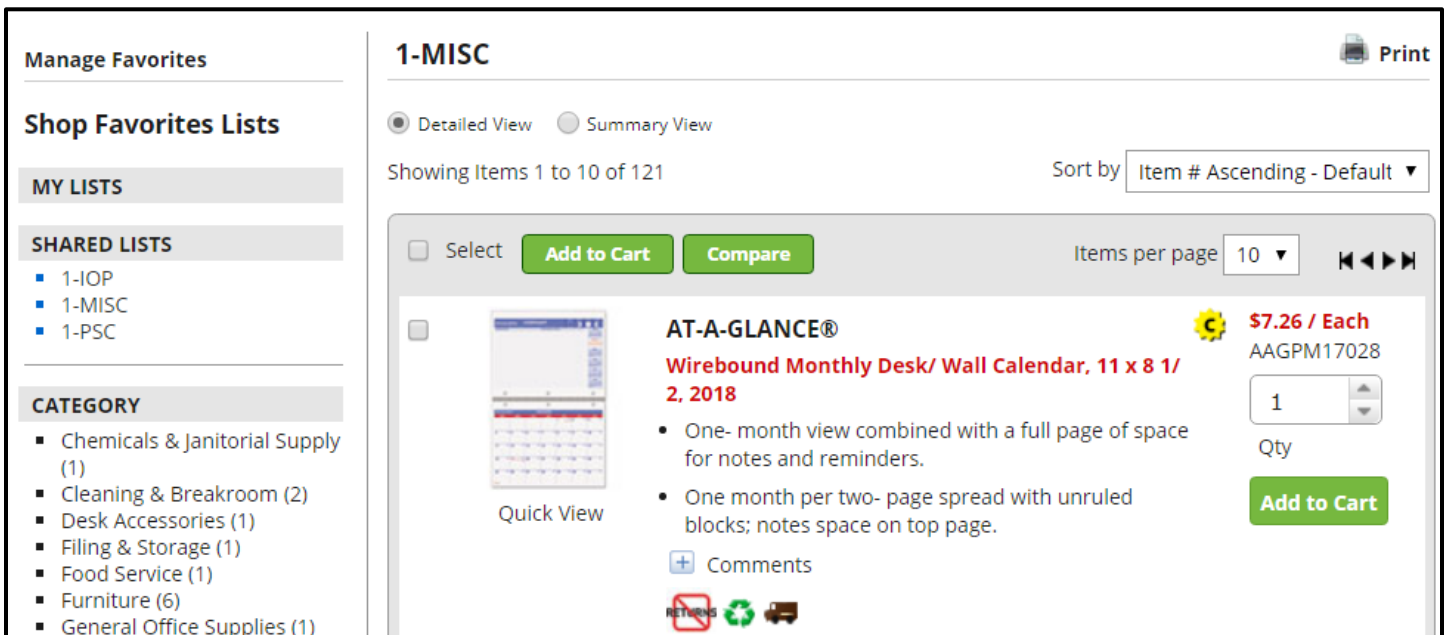 Manage Favorites
Shop Favorites Lists
MY LISTS
SHARED LISTS
1-IOP
1-MISC
1-PSC
CATEGORY
Chemicals & Janitorial Supply
(1)
Cleaning & Breakroom (2)
Desk Accessories (1)
Filing & Storage (1)
Food Service (1)
Furniture (6)
General Office Supplies (1)
1-MISC
Print
Detailed View Summary View
Showing Items 1 to 10 of 121
Sort by Item # Ascending - Default
Select Add to Cart Compare
Items per page 10
AT-A-GLANCE®
Wirebound Monthly Desk/ Wall Calendar, 11 x 8 1/
2, 2018
One- month view combined with a full page of space
for notes and reminders.
One month per two- page spread with unruled
blocks; notes space on top page.
Comments
RETURNS
Quick View
C
$7.26 / Each
AAGPM17028
1
Qty
Add to Cart